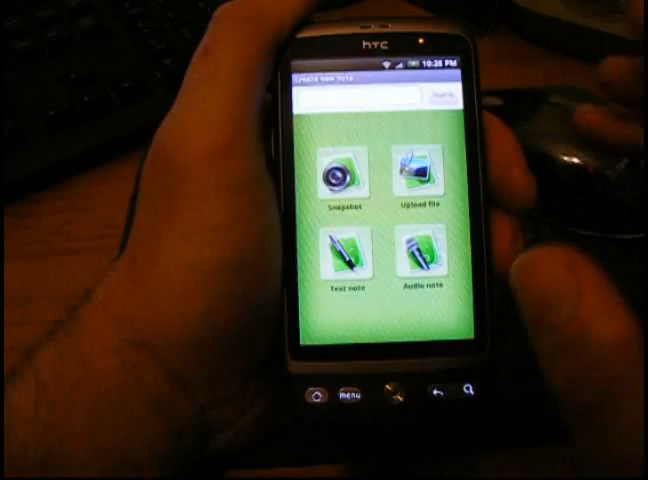 hTC
10:26 PM
Create new note
Search
Snapshot
Upload file
Text note
Audio note
menu